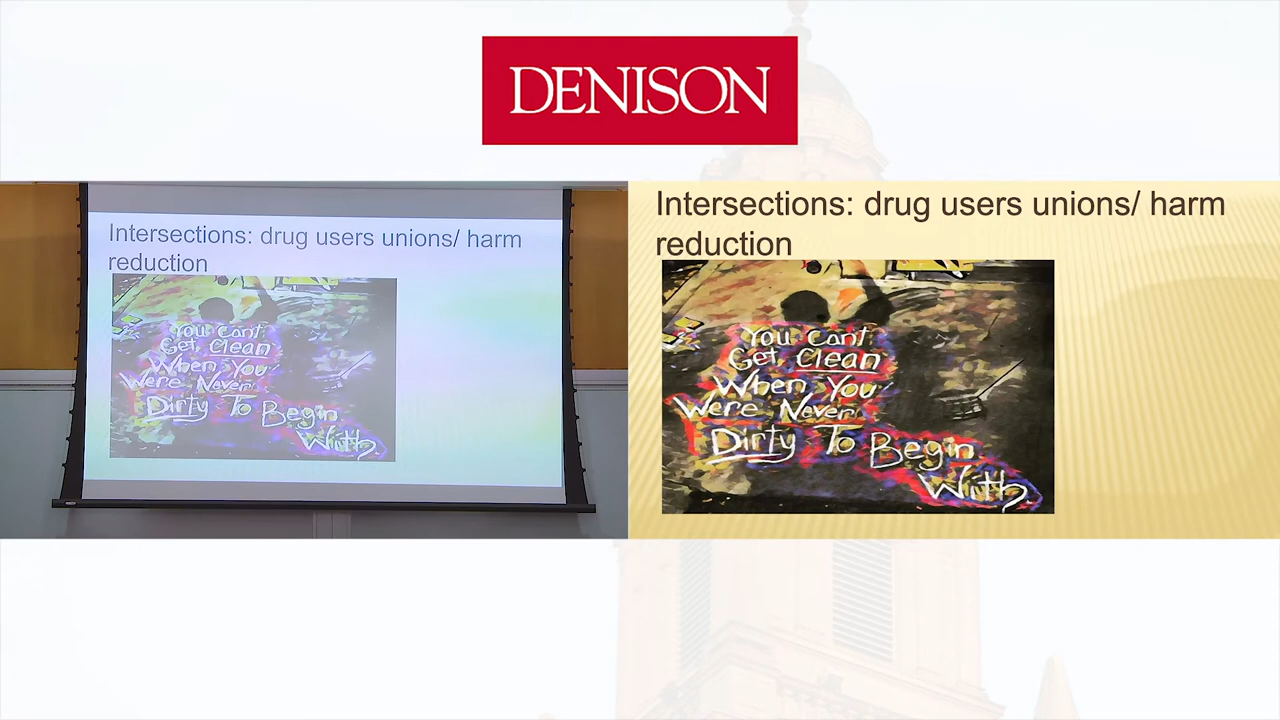 DENISON
Intersections: drug users unions/ harm
reduction
You Cant
Get Clean
When You
Were Never
Dirty To Begin
With
Intersections: drug users unions/ harm
reduction
You Cant
Get Clean
When You
Were Never
Dirty To Begin
With